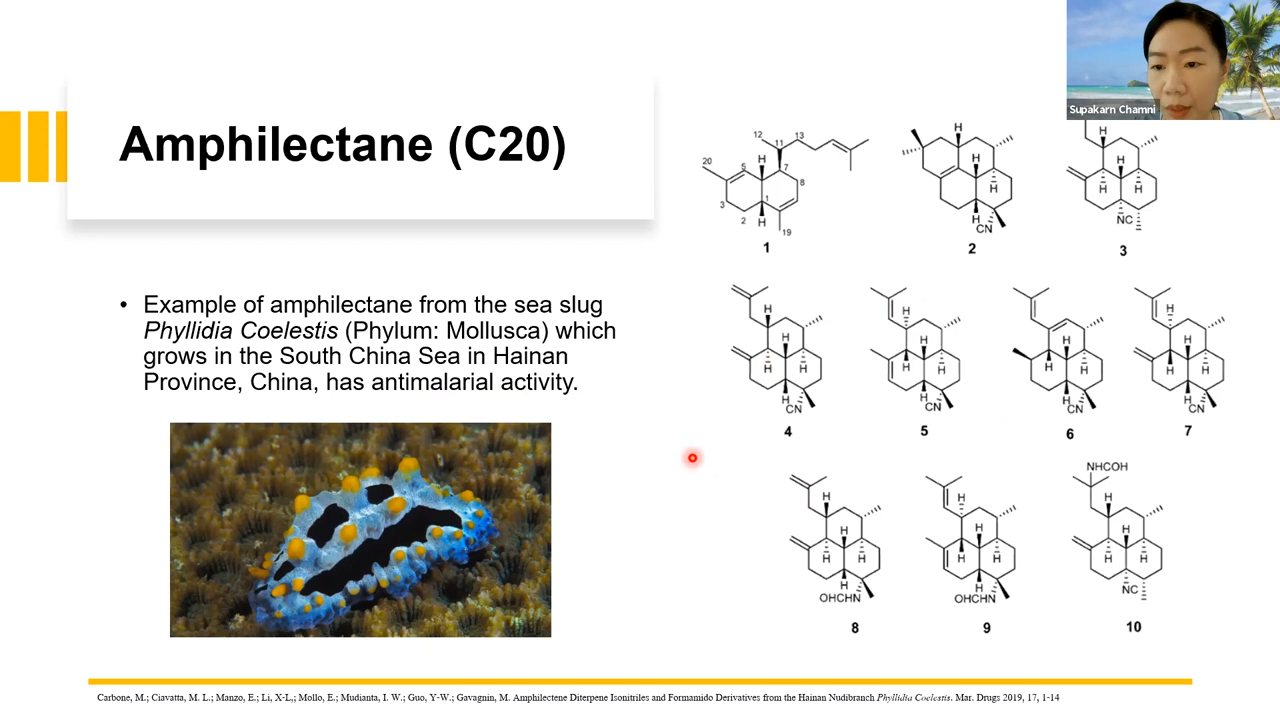 Supakarn Chamni
Amphilectane (C20)
• Example of amphilectane from the sea slug
Phyllidia Coelestis (Phylum: Mollusca) which
grows in the South China Sea in Hainan
Province, China, has antimalarial activity.
12
11
13
20
5
H
7
8
3
1
2
H
19
1
H
H
H
H
CN
2
H
H
H
H
NC
3
H
H
H
H
H
CN
4
H
H
H
H
H
CN
5
H
H
H
H
CN
6
H
H
H
H
H
CN
7
H
H
H
H
H
OHCHN
8
H
H
H
H
H
OHCHN
9
NHCOH
H
H
H
H
NC
10
Carbone, M.; Ciavatta, M. L.; Manzo, E.; Li, X-L,; Mollo, E.; Mudianta, I. W.; Guo, Y-W.; Gavagnin, M. Amphilectene Diterpene Isonitriles and Formamido Derivatives from the Hainan Nudibranch Phyllidia Coelestis. Mar. Drugs 2019, 17, 1-14